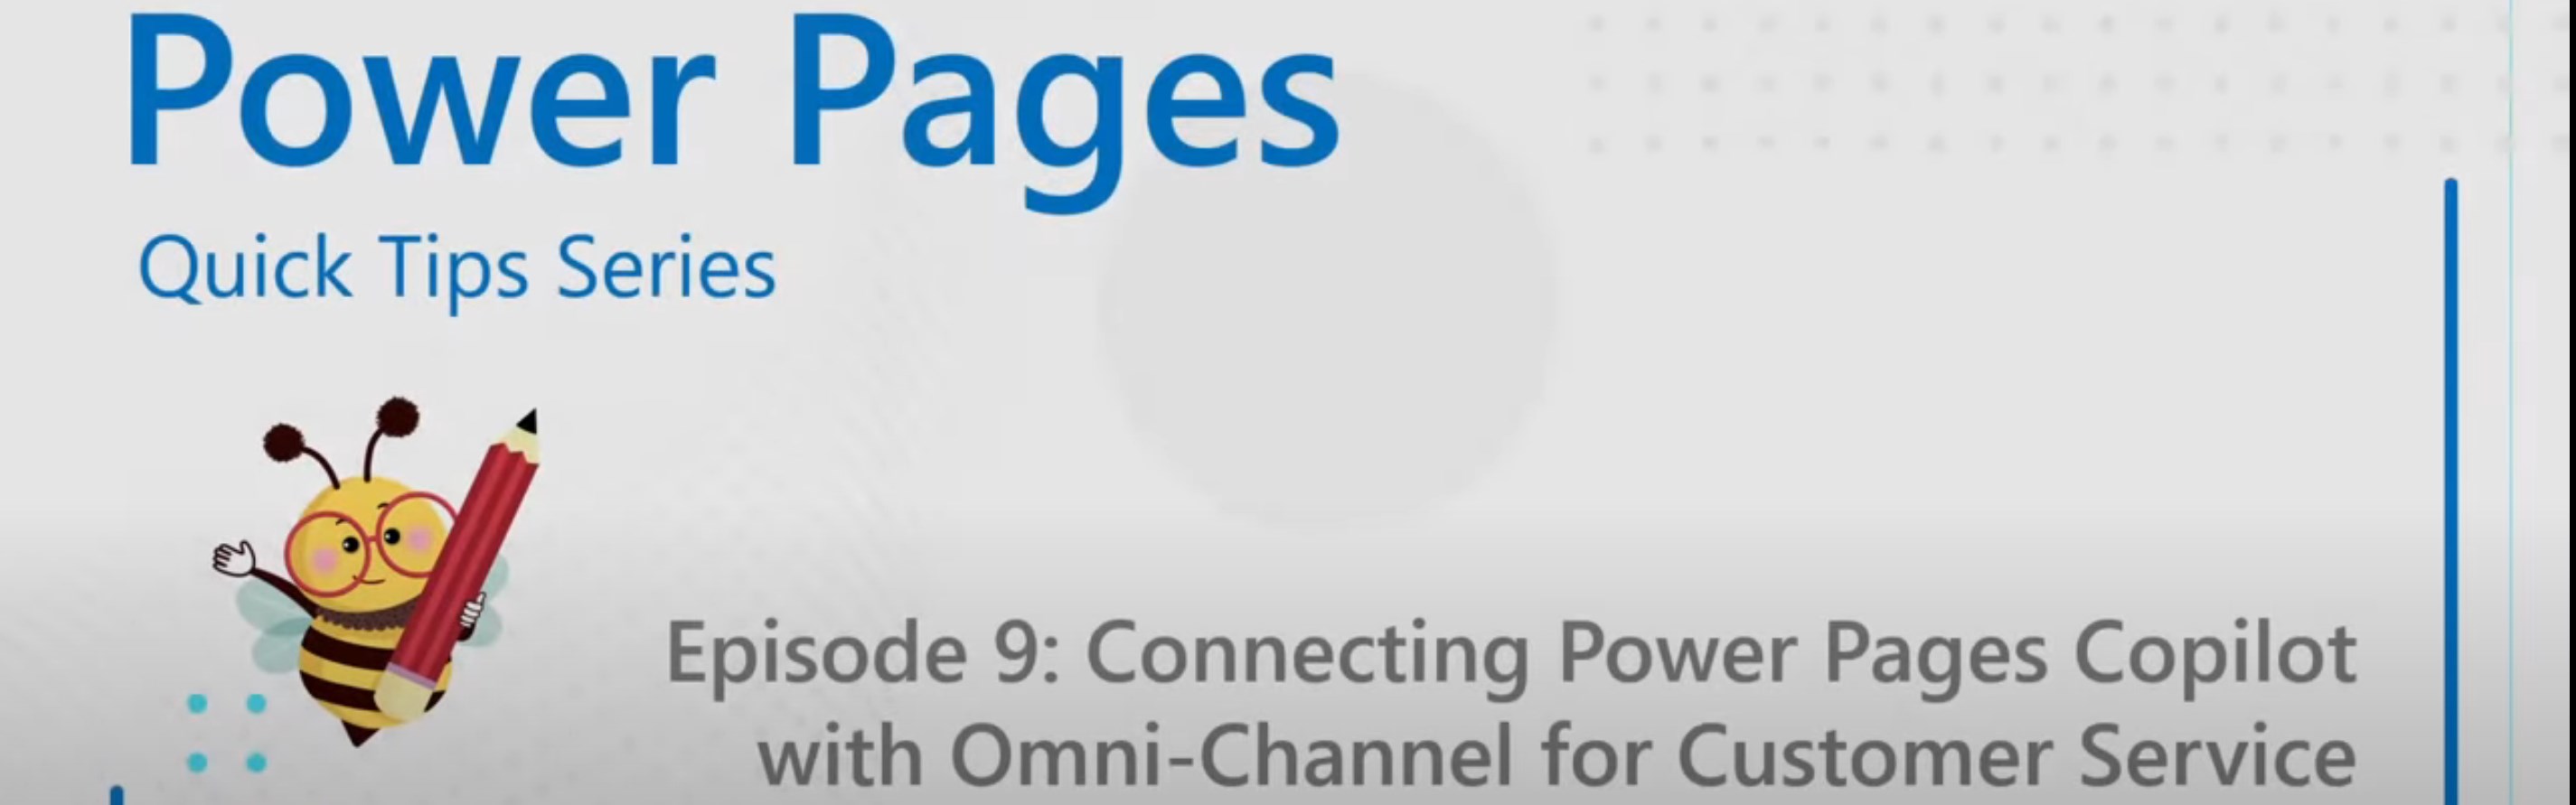 Power Pages
Quick Tips Series
Episode 9: Connecting Power Pages Copilot
with Omni-Channel for Customer Service